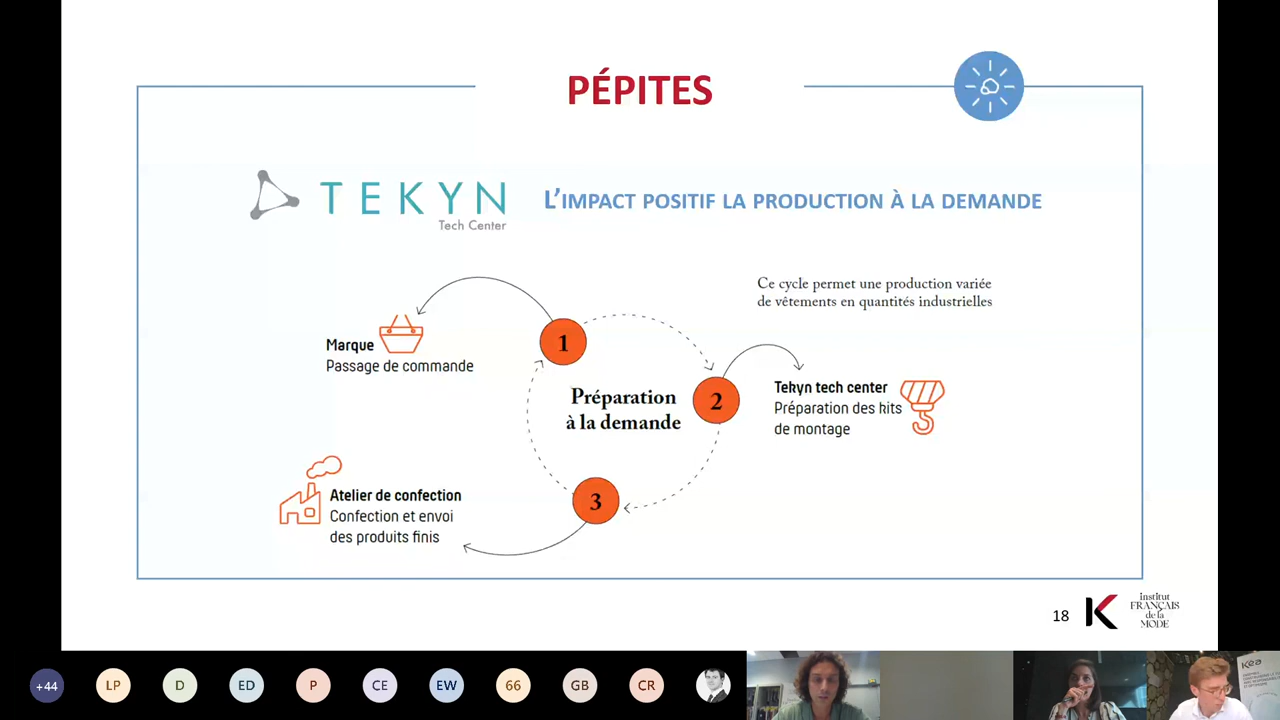 PÉPITES
TEKYN
Tech Center
L'IMPACT POSITIF LA PRODUCTION À LA DEMANDE
Ce cycle permet une production variée
de vêtements en quantités industrielles
1
Marque
Passage de commande
2
Préparation
à la demande
Tekyn tech center
Préparation des hits
de montage
3
Atelier de confection
Confection et envoi
des produits finis
18
K
institut
FRANÇAIS
de la
MODE
+44
LP
D
ED
P
CE
EW
66
GB
CR
Kéa